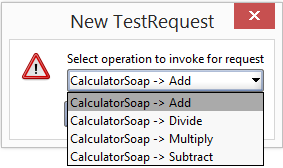 New TestRequest
Select operation to invoke for request
CalculatorSoap -> Add
CalculatorSoap -> Add
CalculatorSoap -> Divide
CalculatorSoap -> Multiply
CalculatorSoap -> Subtract